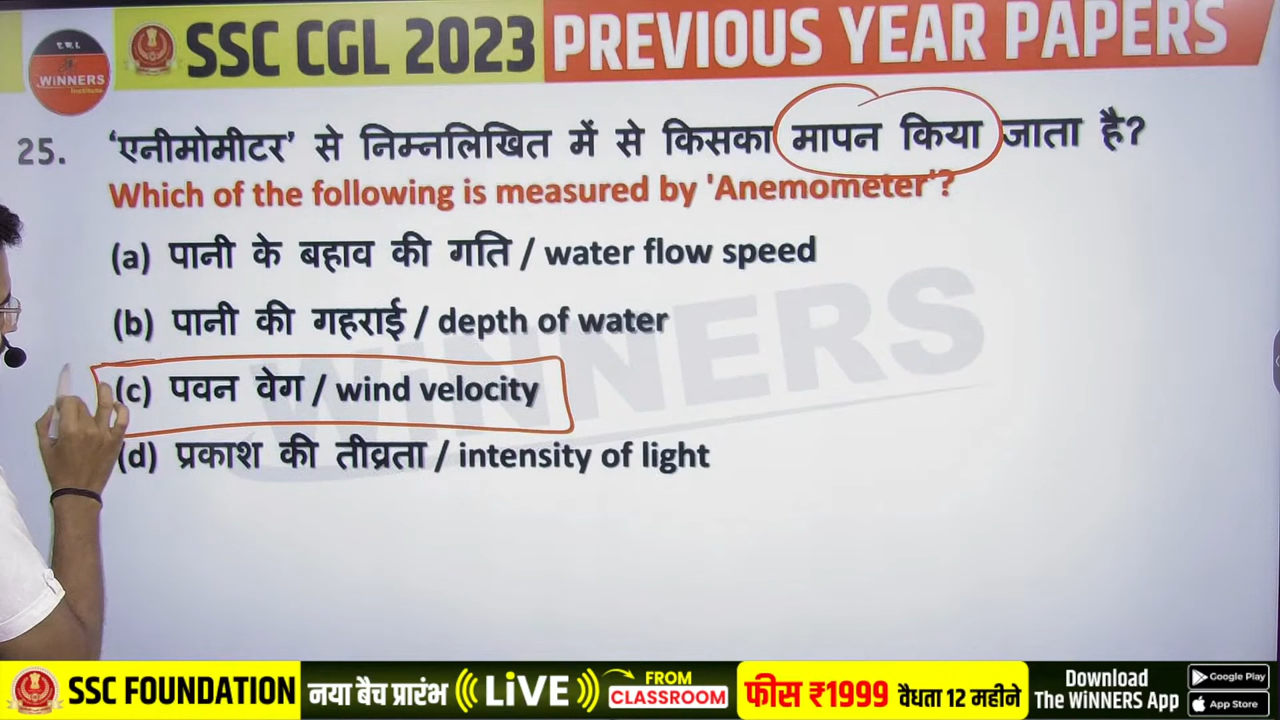 ए.आ.I.
WiNNERS
Institute
SSC CGL 2023 PREVIOUS YEAR PAPERS
25. ‘एनीमोमीटर’ से निम्नलिखित में से किसका मापन किया जाता है?
Which of the following is measured by 'Anemometer'?
(a) पानी के बहाव की गति / water flow speed
(b) पानी की गहराई / depth of water
(c) पवन वेग / wind velocity
(d) प्रकाश की तीव्रता / intensity of light
WiNNERS
SSC FOUNDATION नया बैच प्रारंभ LiVE FROM CLASSROOM फीस ₹1999 वैधता 12 महीने Download The WiNNERS App Google Play App Store